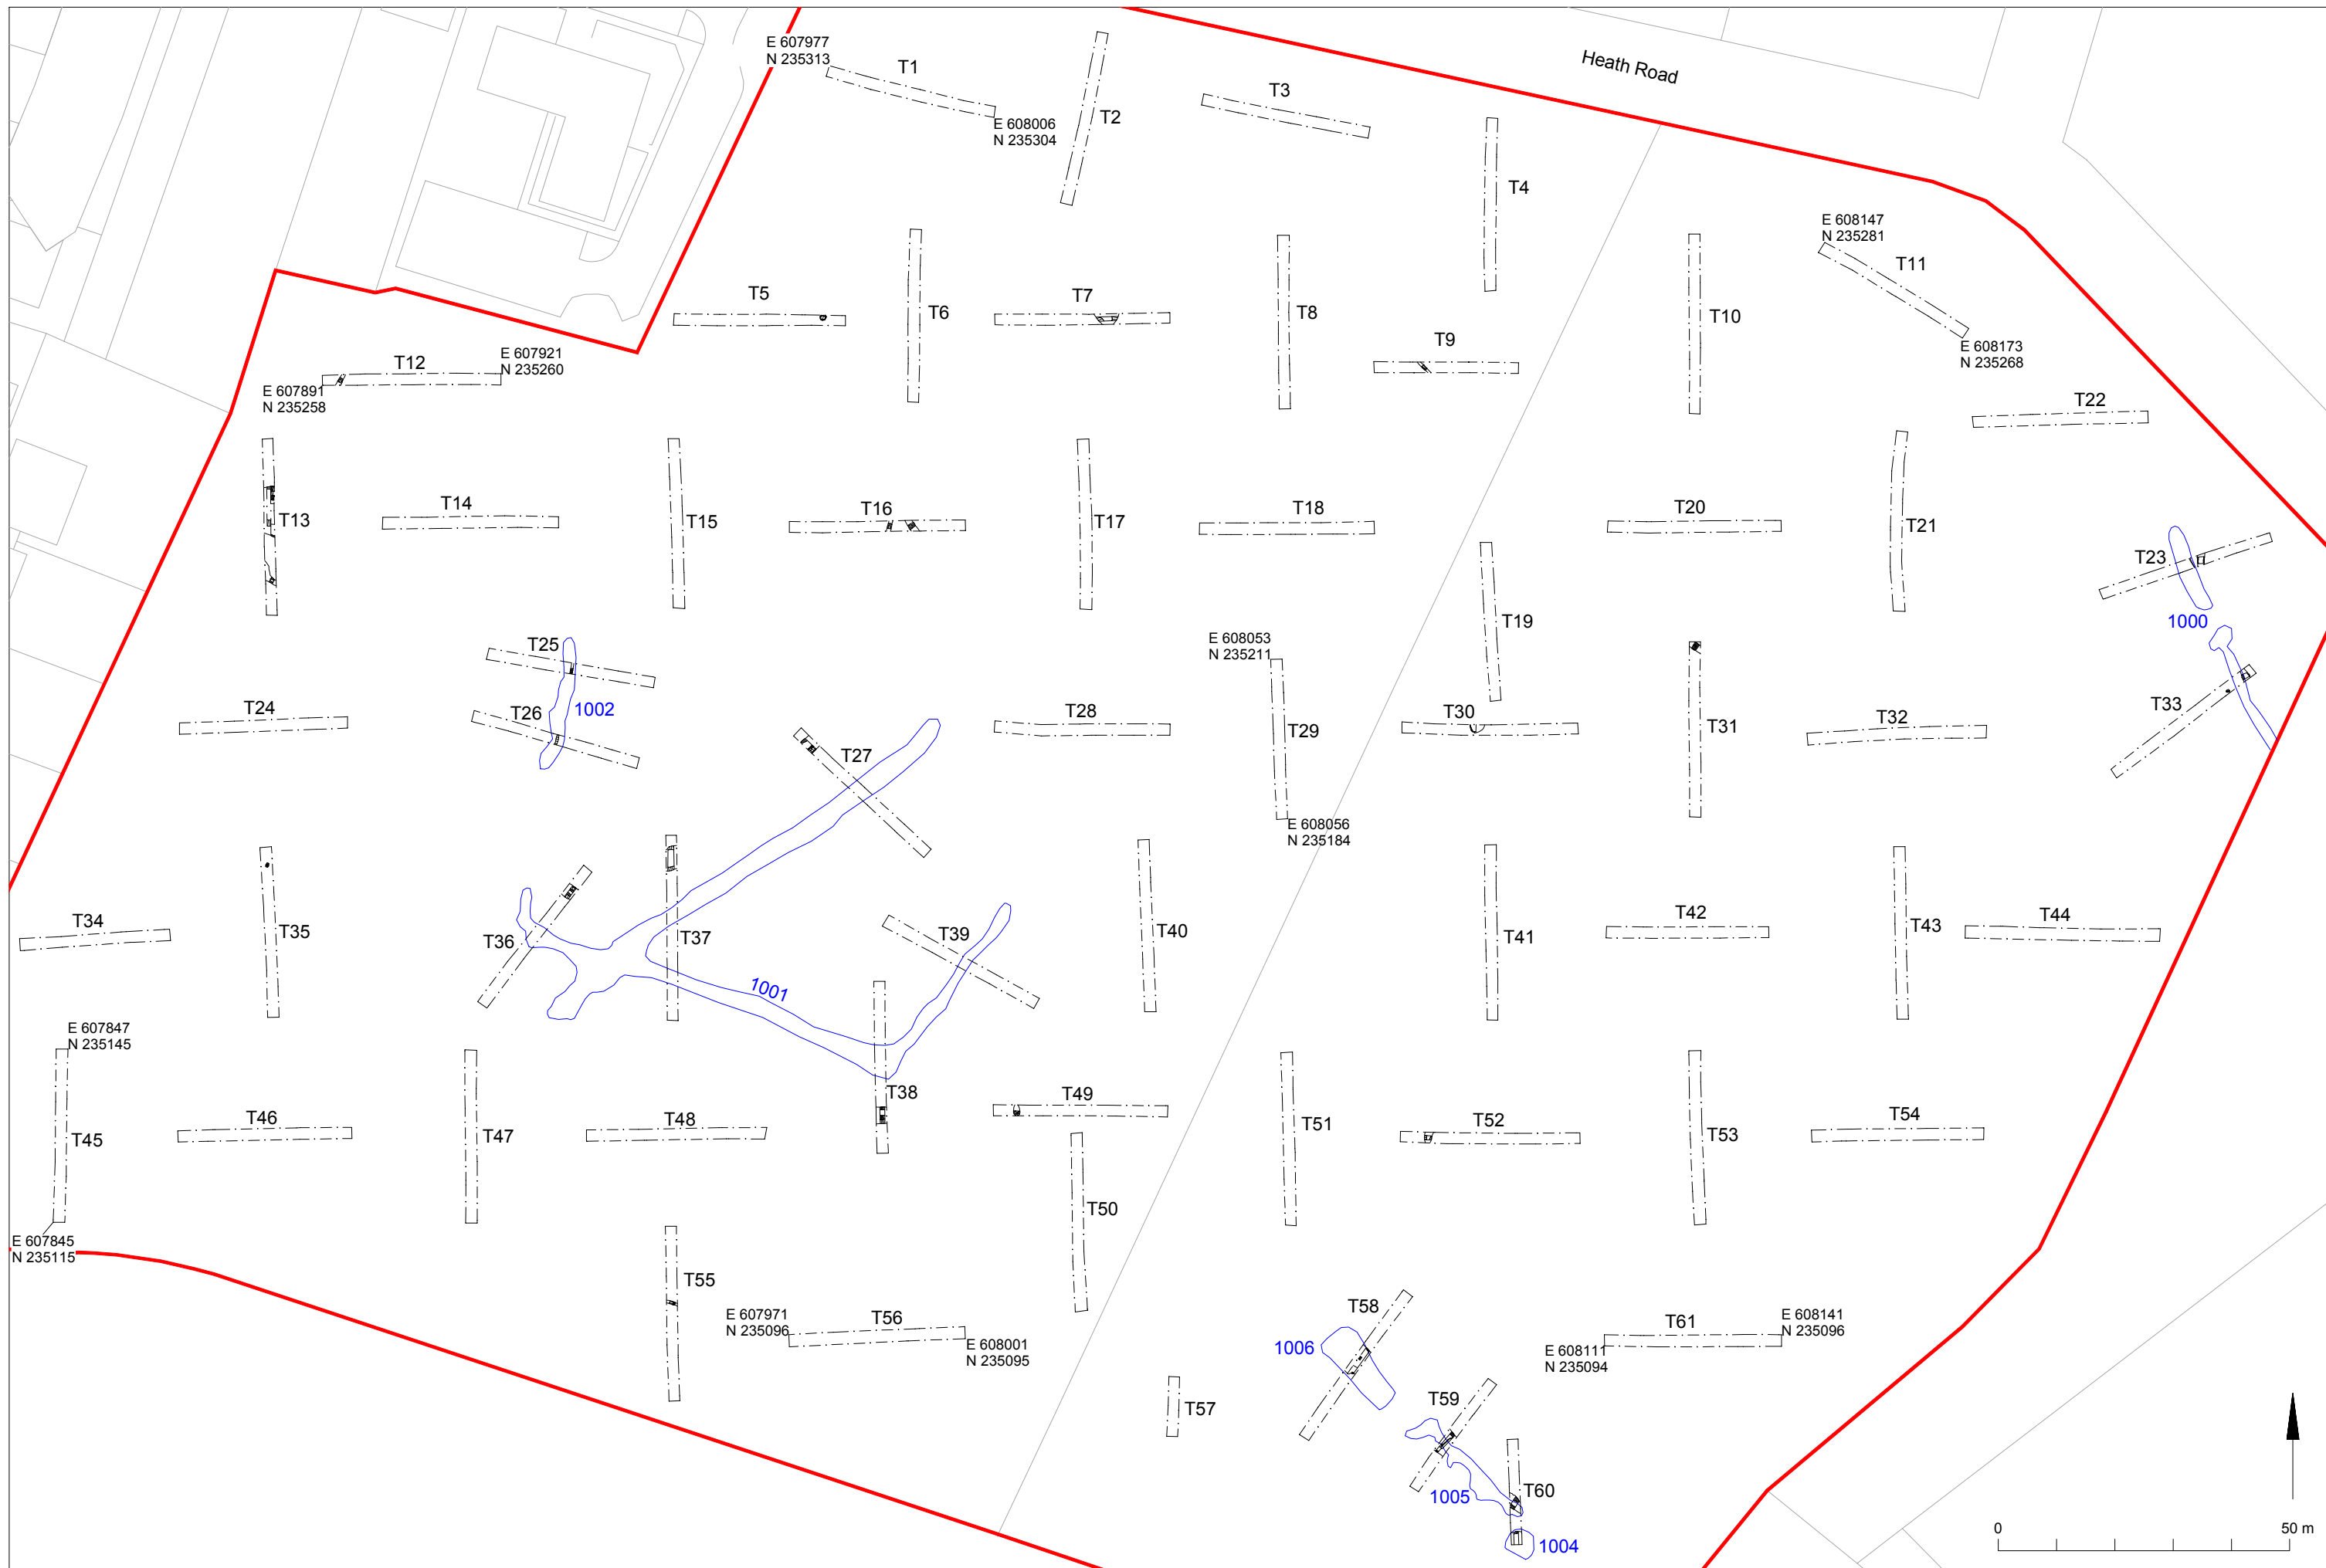 E 607977
N 235313
T1
E 608006
N 235304
T2
T3
Heath Road
T4
T5
T6
T7
T8
T9
T10
E 608147
N 235281
T11
E 608173
N 235268
T12
E 607921
N 235260
E 607891
N 235258
T22
T13
T14
T15
T16
T17
T18
T20
T21
T23
1000
T19
T25
T24
T26
1002
T27
T28
E 608053
N 235211
T29
E 608056
N 235184
T30
T31
T32
T33
T34
T35
T36
T37
1001
T39
T40
T41
T42
T43
T44
E 607847
N 235145
T45
E 607845
N 235115
T46
T47
T48
T38
T49
T50
T51
T52
T53
T54
T55
E 607971
N 235096
T56
E 608001
N 235095
T57
T58
1006
T59
1005
T60
1004
T61
E 608141
N 235096
E 608111
N 235094
0
50 m